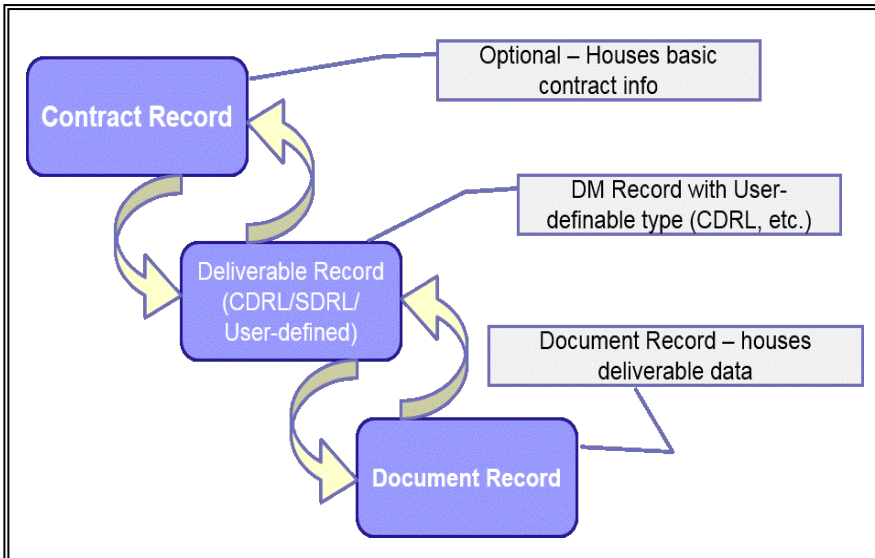 Optional – Houses basic
contract info
Contract Record
DM Record with User-
definable type (CDRL, etc.)
Deliverable Record
(CDRL/SDRL/
User-defined)
Document Record – houses
deliverable data
Document Record